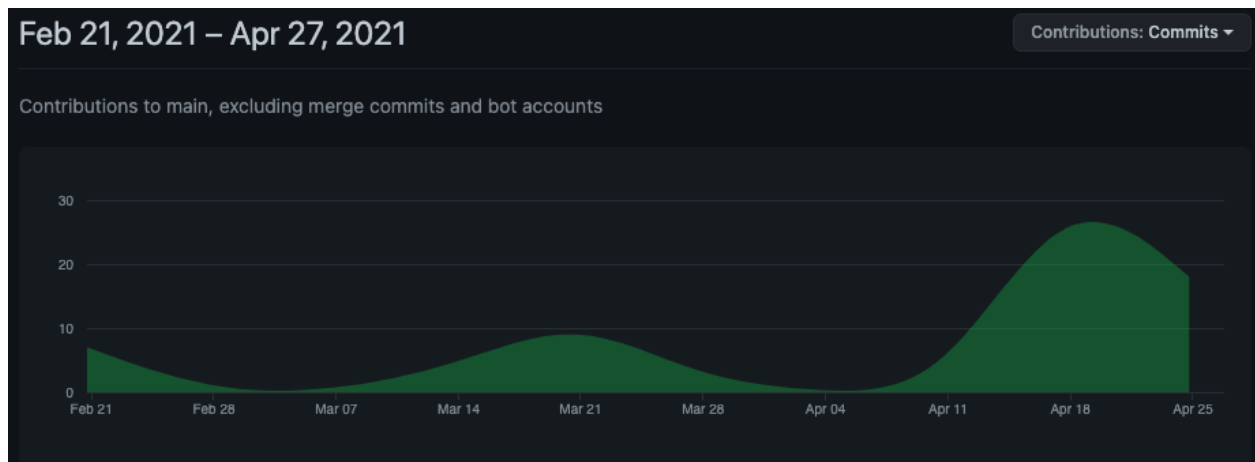 Feb 21, 2021 – Apr 27, 2021
Contributions: Commits
Contributions to main, excluding merge commits and bot accounts
30
20
10
0
Feb 21 Feb 28 Mar 07 Mar 14 Mar 21 Mar 28 Apr 04 Apr 11 Apr 18 Apr 25